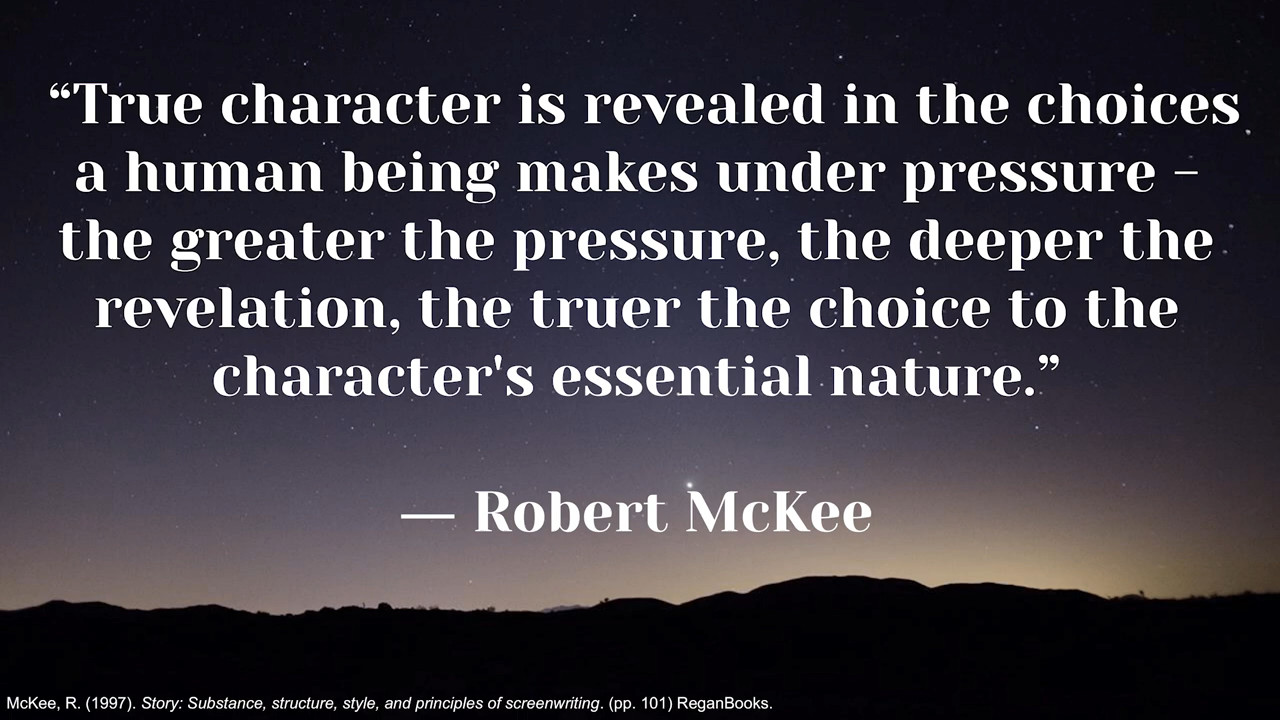 “True character is revealed in the choices
a human being makes under pressure –
the greater the pressure, the deeper the
revelation, the truer the choice to the
character's essential nature.”
— Robert McKee
McKee, R. (1997). Story: Substance, structure, style, and principles of screenwriting. (pp. 101) ReganBooks.